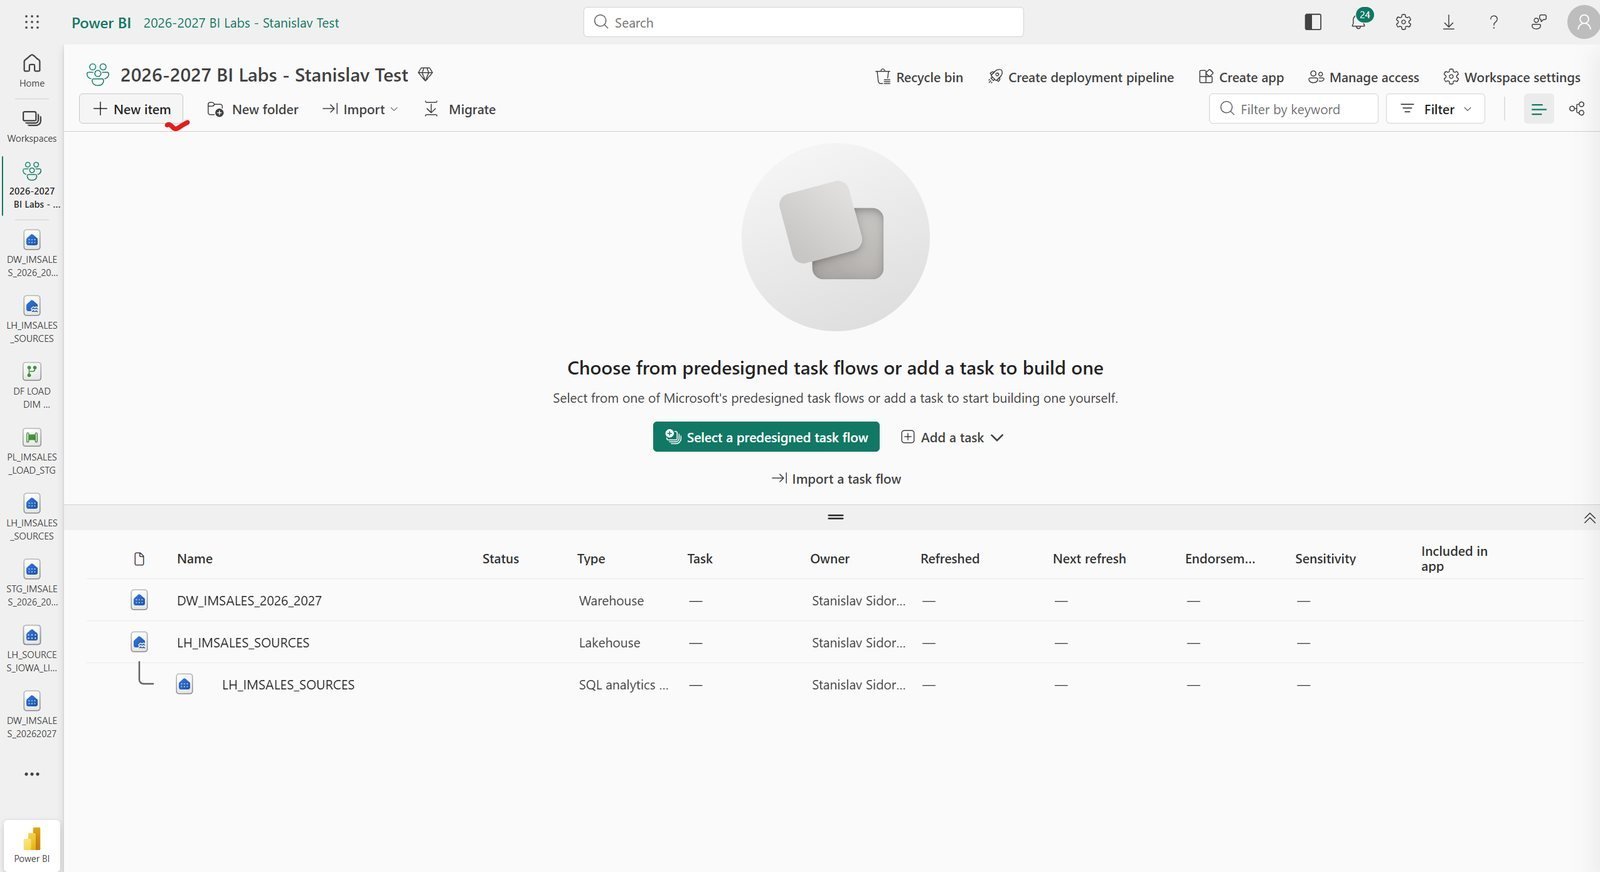 Power BI 2026-2027 BI Labs - Stanislav Test
Search
24
Home
Workspaces
2026-2027
BI Labs - ...
DW_IMSALE
S_2026_20...
LH_IMSALES
_SOURCES
DF LOAD
DIM ...
PL_IMSALES
_LOAD_STG
LH_IMSALES
_SOURCES
STG_IMSALE
S_2026_20...
LH_SOURCE
S_IOWA_LI...
DW_IMSALE
S_20262027
Power BI
2026-2027 BI Labs - Stanislav Test
Recycle bin Create deployment pipeline Create app Manage access Workspace settings
New item New folder Import Migrate
Filter by keyword Filter
Choose from predesigned task flows or add a task to build one
Select from one of Microsoft's predesigned task flows or add a task to start building one yourself.
Select a predesigned task flow Add a task
Import a task flow
Name Status Type Task Owner Refreshed Next refresh Endorsem... Sensitivity Included in
app
DW_IMSALES_2026_2027 Warehouse — Stanislav Sidor... — — — —
LH_IMSALES_SOURCES Lakehouse — Stanislav Sidor... — — — —
LH_IMSALES_SOURCES SQL analytics ... — Stanislav Sidor... — — — —